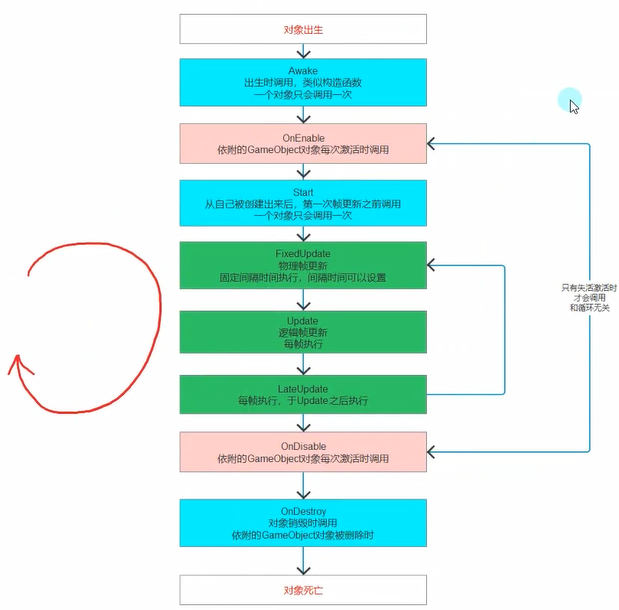 对象出生
Awake
出生时调用，类似构造函数
一个对象只会调用一次
OnEnable
依附的GameObject对象每次激活时调用
Start
从自己被创建出来后，第一次帧更新之前调用
一个对象只会调用一次
FixedUpdate
物理帧更新
固定间隔时间执行，间隔时间可以设置
Update
逻辑帧更新
每帧执行
LateUpdate
每帧执行，于Update之后执行
只有失活激活时
才会调用
和循环无关
OnDisable
依附的GameObject对象每次激活时调用
OnDestroy
对象销毁时调用
依附的GameObject对象被删除时
对象死亡